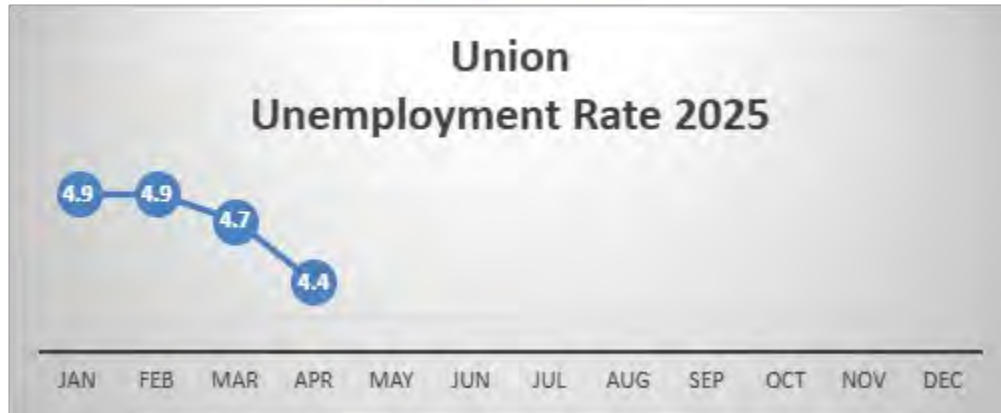 Union
Unemployment Rate 2025
4.9 4.9 4.7 4.4
JAN FEB MAR APR MAY JUN JUL AUG SEP OCT NOV DEC